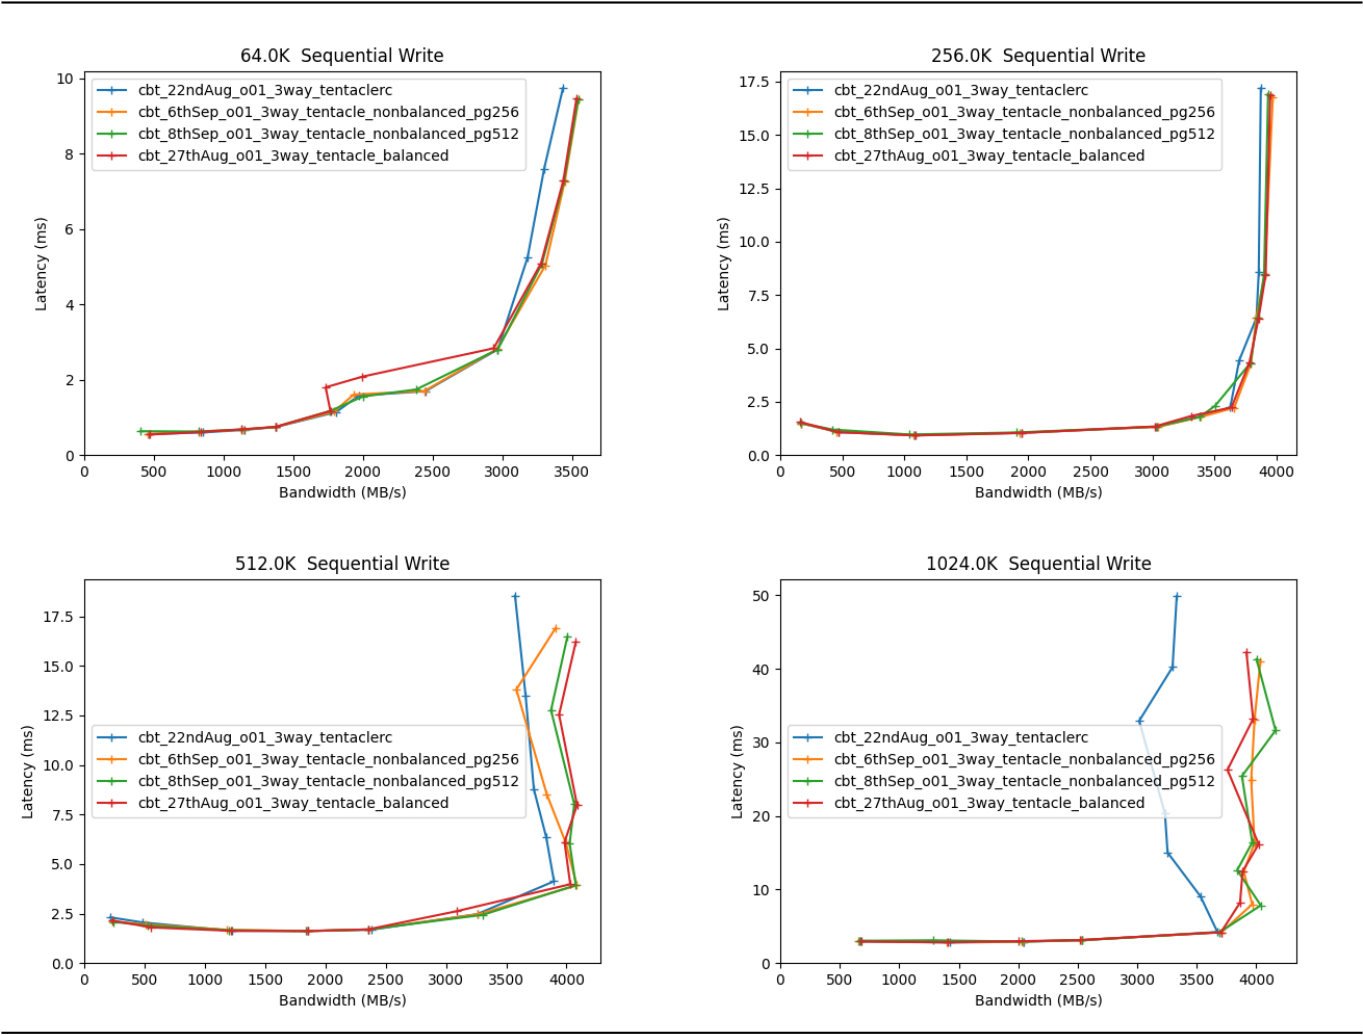 64.0K  Sequential Write
10
8
6
4
2
0
Latency (ms)
cbt_22ndAug_o01_3way_tentaclerc
cbt_6thSep_o01_3way_tentacle_nonbalanced_pg256
cbt_8thSep_o01_3way_tentacle_nonbalanced_pg512
cbt_27thAug_o01_3way_tentacle_balanced
0 500 1000 1500 2000 2500 3000 3500
Bandwidth (MB/s)
256.0K  Sequential Write
17.5
15.0
12.5
10.0
7.5
5.0
2.5
0.0
Latency (ms)
cbt_22ndAug_o01_3way_tentaclerc
cbt_6thSep_o01_3way_tentacle_nonbalanced_pg256
cbt_8thSep_o01_3way_tentacle_nonbalanced_pg512
cbt_27thAug_o01_3way_tentacle_balanced
0 500 1000 1500 2000 2500 3000 3500 4000
Bandwidth (MB/s)
512.0K  Sequential Write
17.5
15.0
12.5
10.0
7.5
5.0
2.5
0.0
Latency (ms)
cbt_22ndAug_o01_3way_tentaclerc
cbt_6thSep_o01_3way_tentacle_nonbalanced_pg256
cbt_8thSep_o01_3way_tentacle_nonbalanced_pg512
cbt_27thAug_o01_3way_tentacle_balanced
0 500 1000 1500 2000 2500 3000 3500 4000
Bandwidth (MB/s)
1024.0K  Sequential Write
50
40
30
20
10
0
Latency (ms)
cbt_22ndAug_o01_3way_tentaclerc
cbt_6thSep_o01_3way_tentacle_nonbalanced_pg256
cbt_8thSep_o01_3way_tentacle_nonbalanced_pg512
cbt_27thAug_o01_3way_tentacle_balanced
0 500 1000 1500 2000 2500 3000 3500 4000
Bandwidth (MB/s)